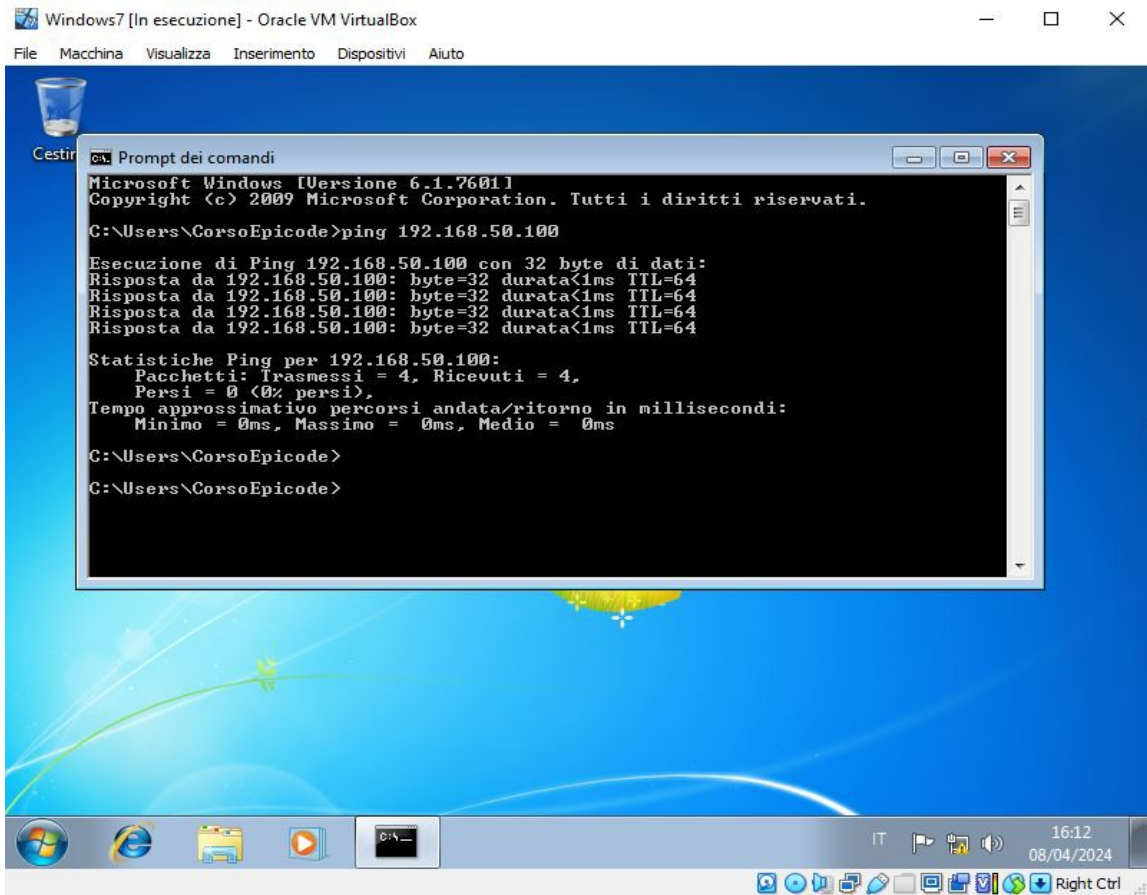 Windows7 [In esecuzione] - Oracle VM VirtualBox
File Macchina Visualizza Inserimento Dispositivi Aiuto
Prompt dei comandi
Microsoft Windows [Versione 6.1.7601]
Copyright (c) 2009 Microsoft Corporation. Tutti i diritti riservati.
C:\Users\CorsoEpicode>ping 192.168.50.100
Esecuzione di Ping 192.168.50.100 con 32 byte di dati:
Risposta da 192.168.50.100: byte=32 durata<1ms TTL=64
Risposta da 192.168.50.100: byte=32 durata<1ms TTL=64
Risposta da 192.168.50.100: byte=32 durata<1ms TTL=64
Risposta da 192.168.50.100: byte=32 durata<1ms TTL=64
Statistiche Ping per 192.168.50.100:
Pacchetti: Trasmessi = 4, Ricevuti = 4,
Persi = 0 (0% persi),
Tempo approssimativo percorsi andata/ritorno in millisecondi:
Minimo = 0ms, Massimo = 0ms, Medio = 0ms
C:\Users\CorsoEpicode>
C:\Users\CorsoEpicode>
IT
16:12
08/04/2024
Right Ctrl